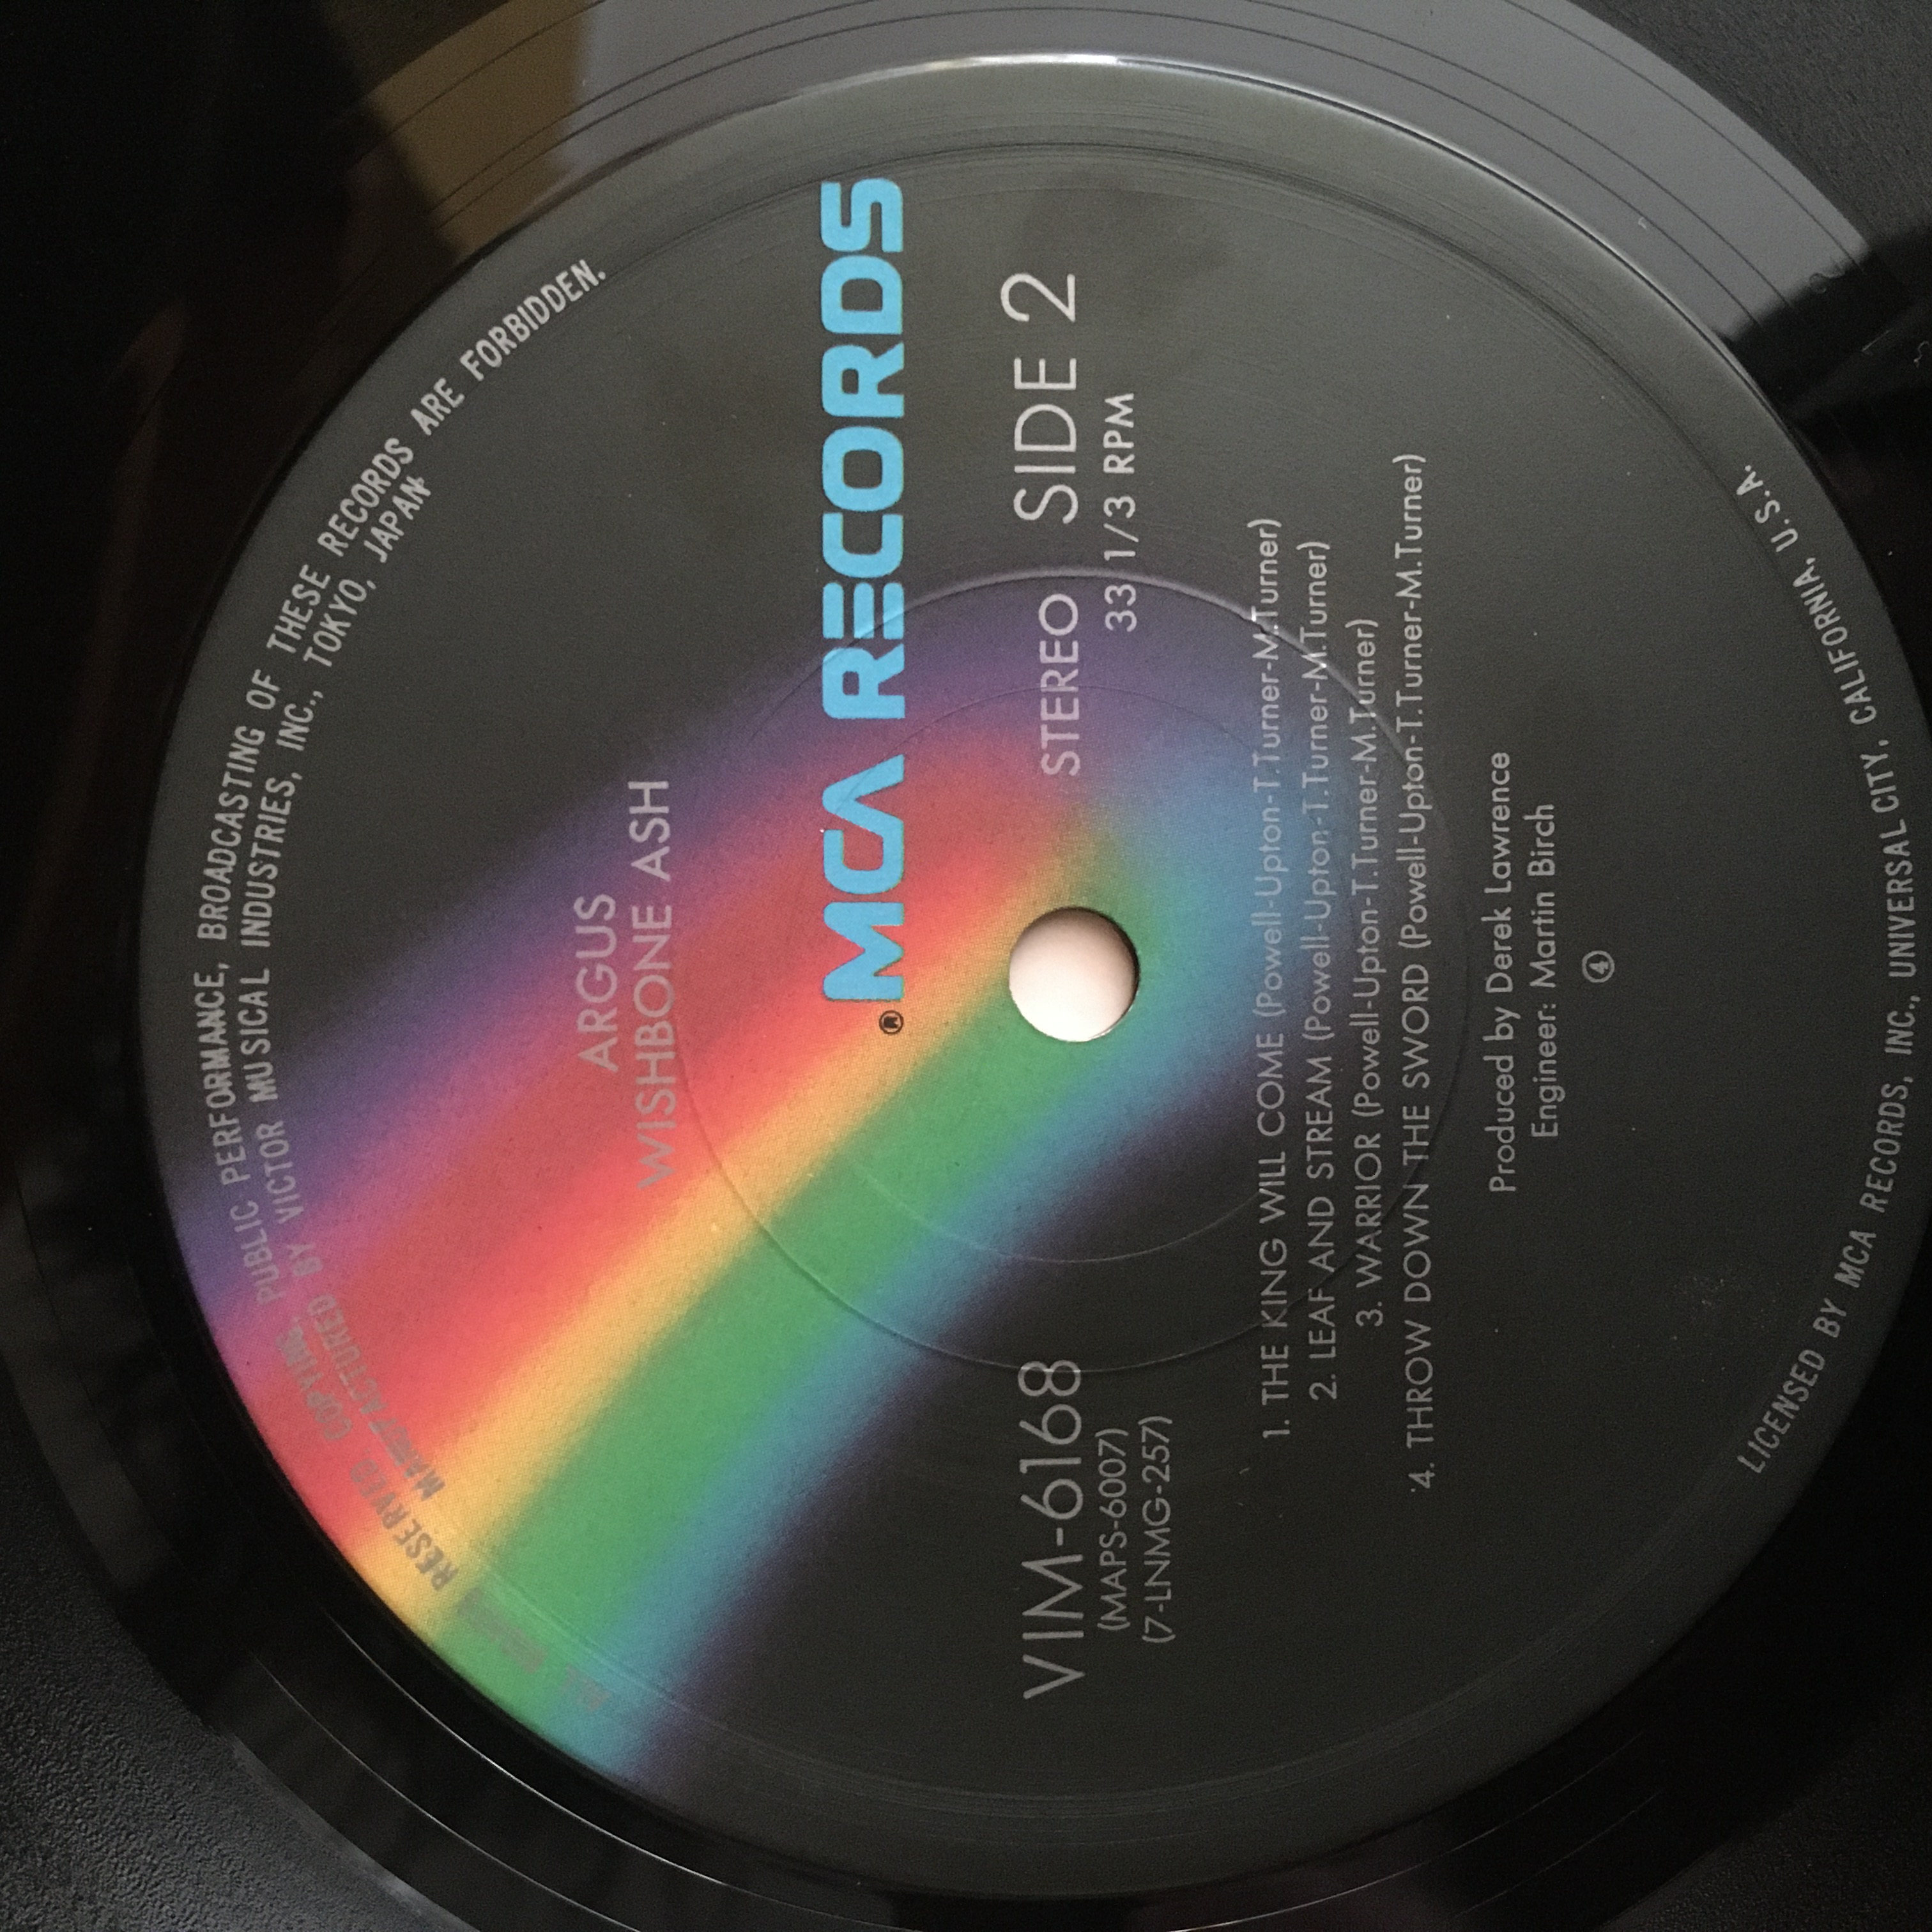 ALL RIGHTS RESERVED. COPYING, PUBLIC PERFORMANCE, BROADCASTING OF THESE RECORDS ARE FORBIDDEN.
MANUFACTURED BY VICTOR MUSICAL INDUSTRIES, INC., TOKYO, JAPAN
ARGUS
WISHBONE ASH
® MCA RECORDS
VIM-6168
(MAPS-6007)
(7-LNMG-257)
STEREO SIDE 2
33 1/3 RPM
1. THE KING WILL COME (Powell-Upton-T.Turner-M.Turner)
2. LEAF AND STREAM (Powell-Upton-T.Turner-M.Turner)
3. WARRIOR (Powell-Upton-T.Turner-M.Turner)
4. THROW DOWN THE SWORD (Powell-Upton-T.Turner-M.Turner)
Produced by Derek Lawrence
Engineer: Martin Birch
④
LICENSED BY MCA RECORDS, INC., UNIVERSAL CITY, CALIFORNIA, U.S.A.